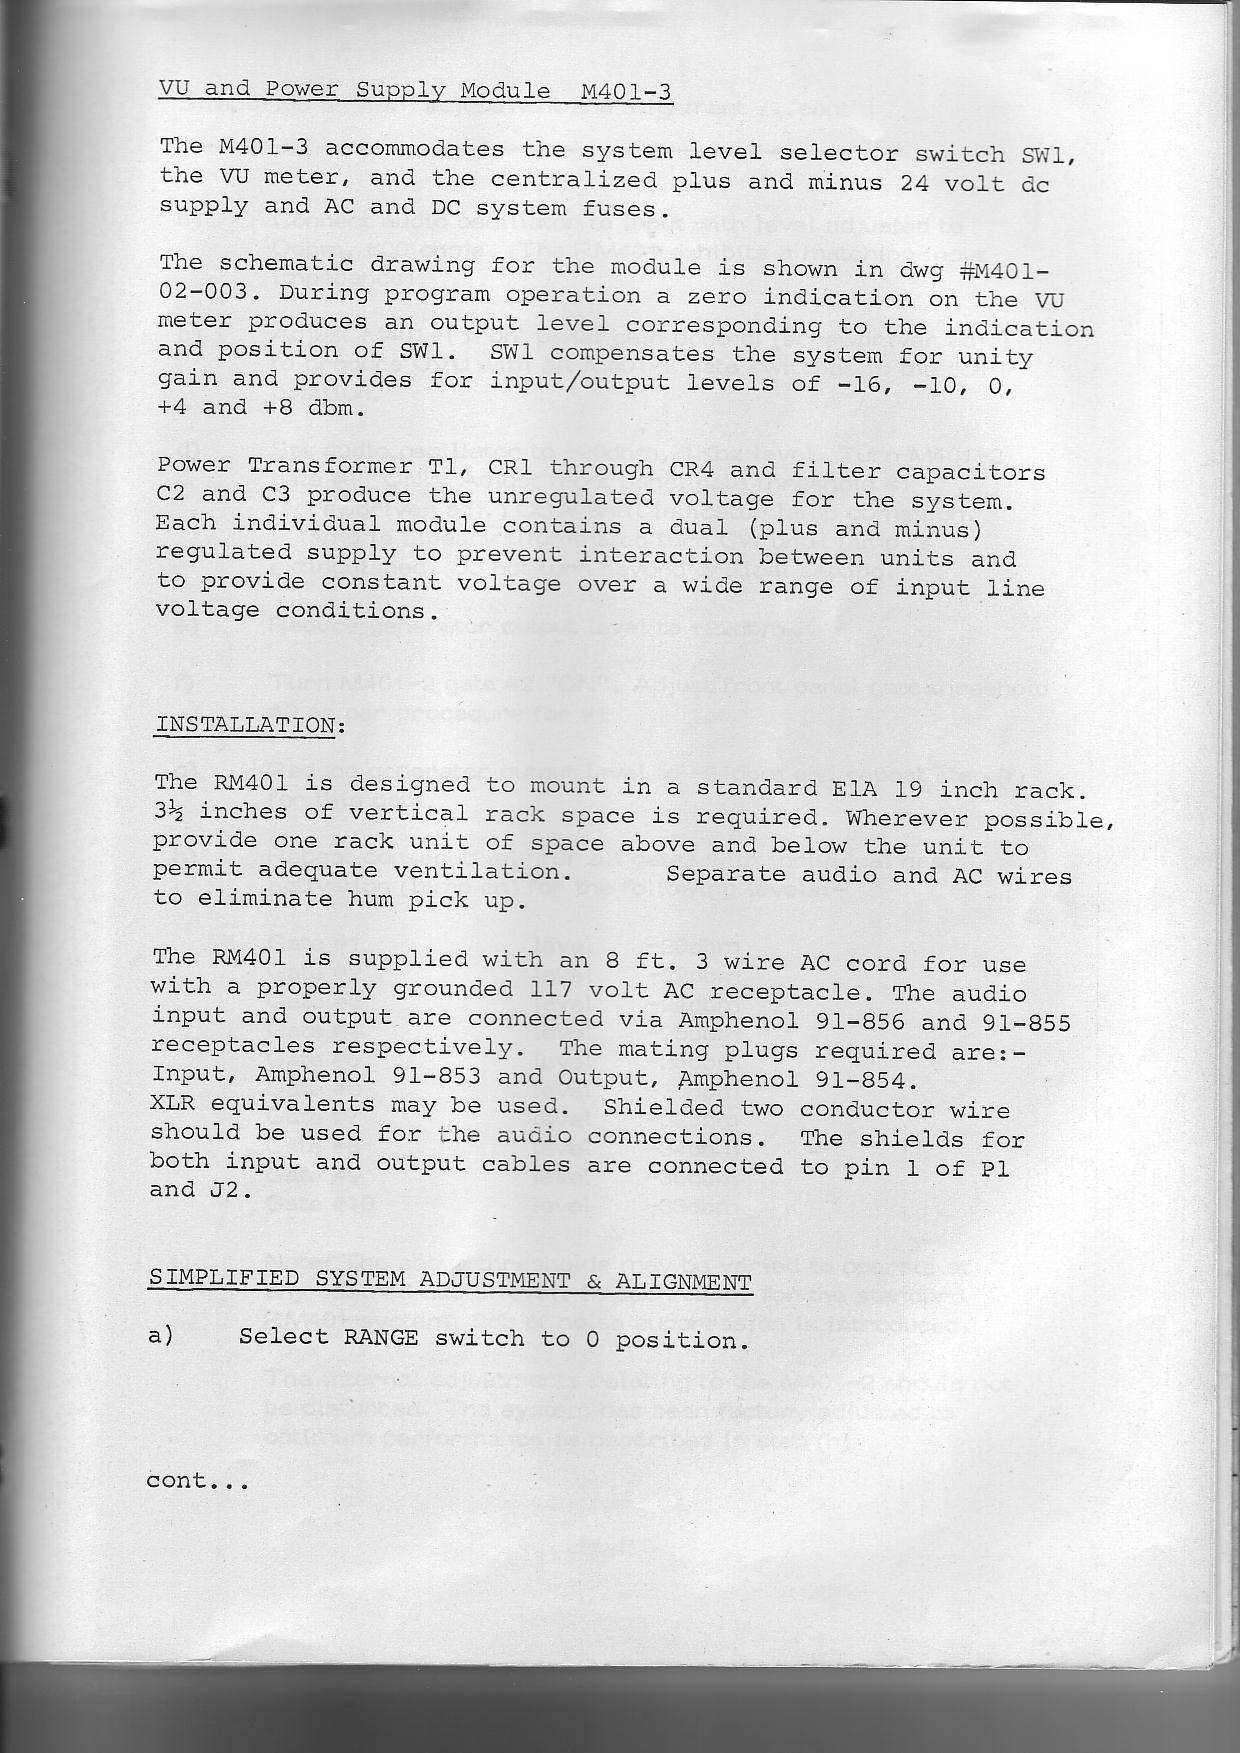 VU and Power Supply Module  M401-3
The M401-3 accommodates the system level selector switch SW1,
the VU meter, and the centralized plus and minus 24 volt dc
supply and AC and DC system fuses.
The schematic drawing for the module is shown in dwg #M401-
02-003. During program operation a zero indication on the VU
meter produces an output level corresponding to the indication
and position of SW1.  SW1 compensates the system for unity
gain and provides for input/output levels of -16, -10, 0,
+4 and +8 dbm.
Power Transformer T1, CR1 through CR4 and filter capacitors
C2 and C3 produce the unregulated voltage for the system.
Each individual module contains a dual (plus and minus)
regulated supply to prevent interaction between units and
to provide constant voltage over a wide range of input line
voltage conditions.
INSTALLATION:
The RM401 is designed to mount in a standard E1A 19 inch rack.
3½ inches of vertical rack space is required. Wherever possible,
provide one rack unit of space above and below the unit to
permit adequate ventilation.      Separate audio and AC wires
to eliminate hum pick up.
The RM401 is supplied with an 8 ft. 3 wire AC cord for use
with a properly grounded 117 volt AC receptacle. The audio
input and output are connected via Amphenol 91-856 and 91-855
receptacles respectively.  The mating plugs required are:-
Input, Amphenol 91-853 and Output, Amphenol 91-854.
XLR equivalents may be used.  Shielded two conductor wire
should be used for the audio connections.  The shields for
both input and output cables are connected to pin 1 of P1
and J2.
SIMPLIFIED SYSTEM ADJUSTMENT & ALIGNMENT
a)    Select RANGE switch to 0 position.
cont...